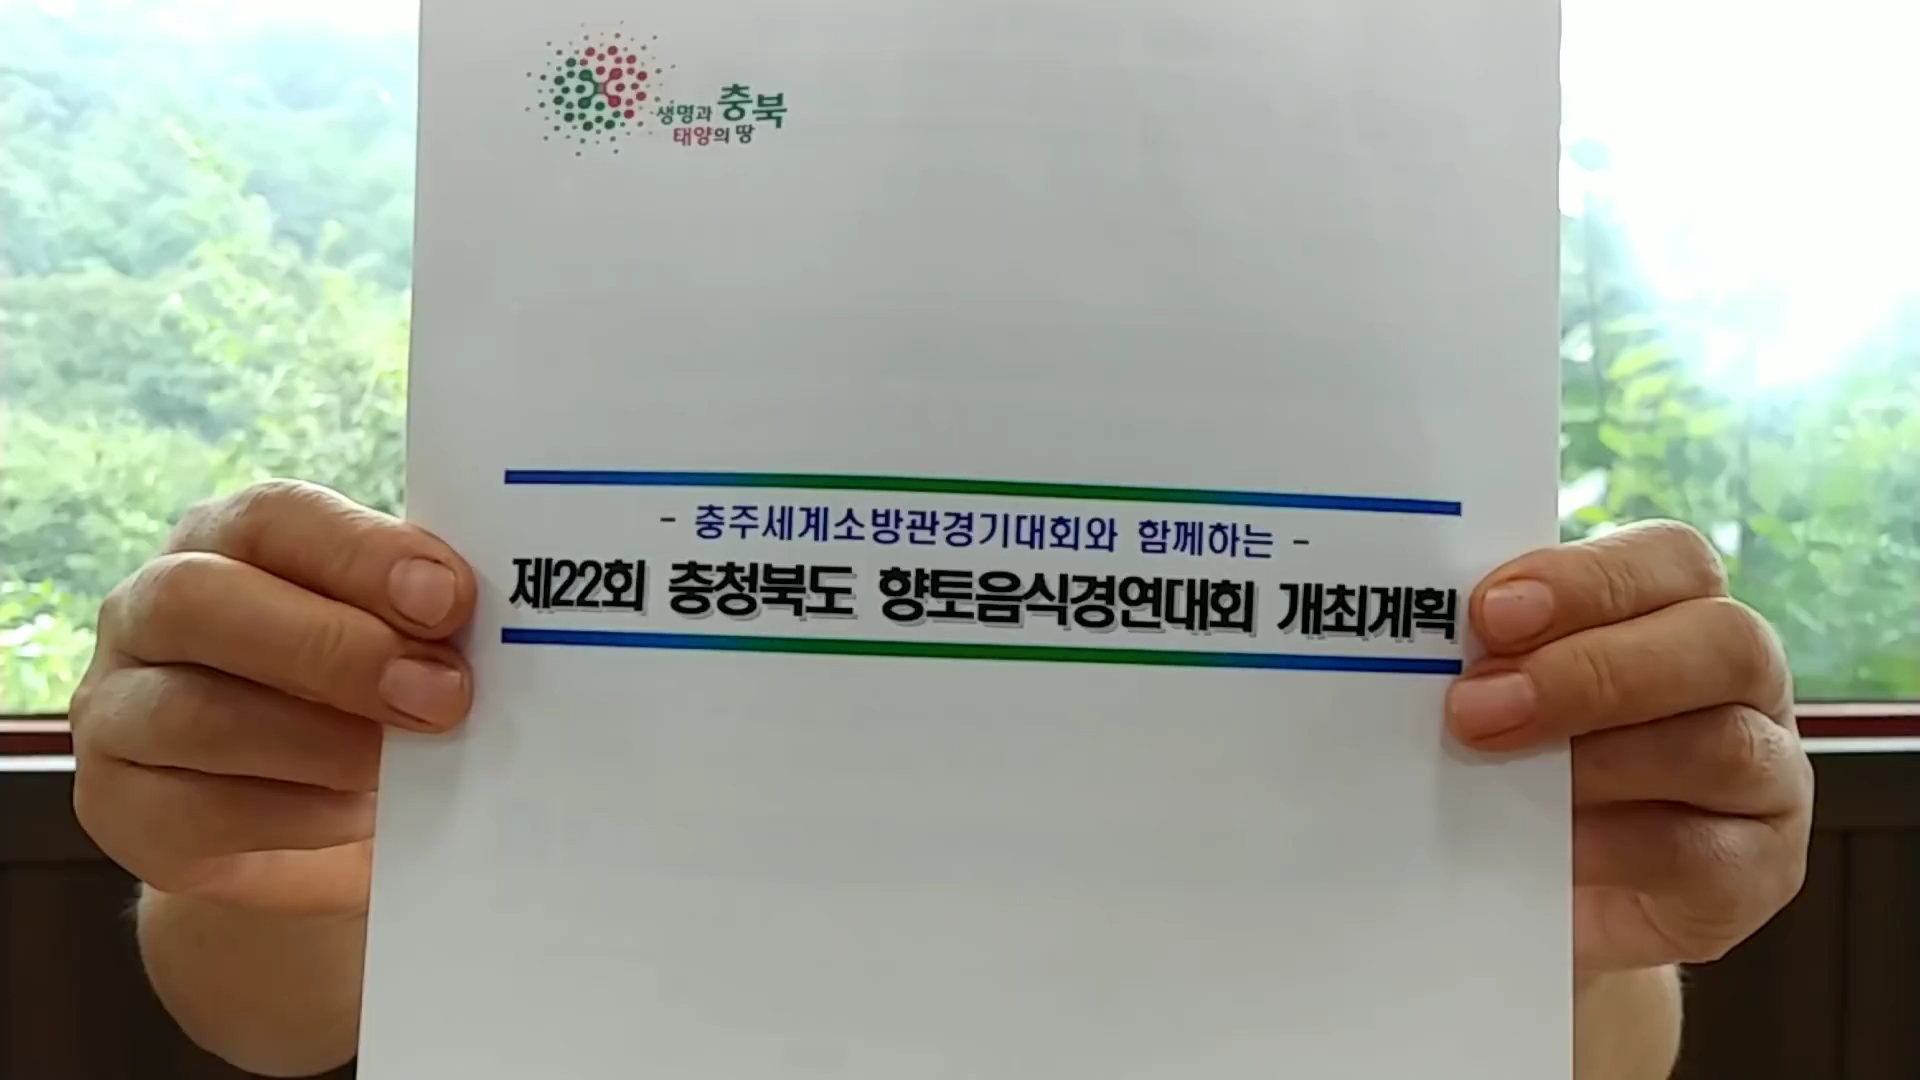 생명과 충북
태양의 땅
- 충주세계소방관경기대회와 함께하는 -
제22회 충청북도 향토음식경연대회 개최계획